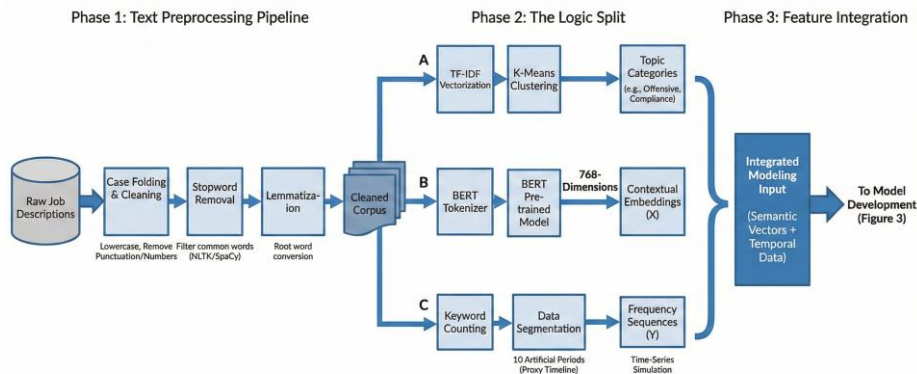 Phase 1: Text Preprocessing Pipeline
Phase 2: The Logic Split
Phase 3: Feature Integration
Raw Job
Descriptions
Case Folding
& Cleaning
Lowercase, Remove
Punctuation/Numbers
Stopword
Removal
Filter common words
(NLTK/SpaCy)
Lemmatiza-
ion
Root word
conversion
Cleaned
Corpus
A
TF-IDF
Vectorization
K-Means
Clustering
Topic
Categories
(e.g., Offensive,
Compliance)
B
BERT
Tokenizer
BERT
Pre-
trained
Model
768-
Dimensions
Contextual
Embeddings
(X)
C
Keyword
Counting
Data
Segmentation
10 Artificial Periods
(Proxy Timeline)
Frequency
Sequences
(Y)
Time-Series
Simulation
Integrated
Modeling
Input
(Semantic
Vectors +
Temporal
Data)
To Model
Development
(Figure 3)